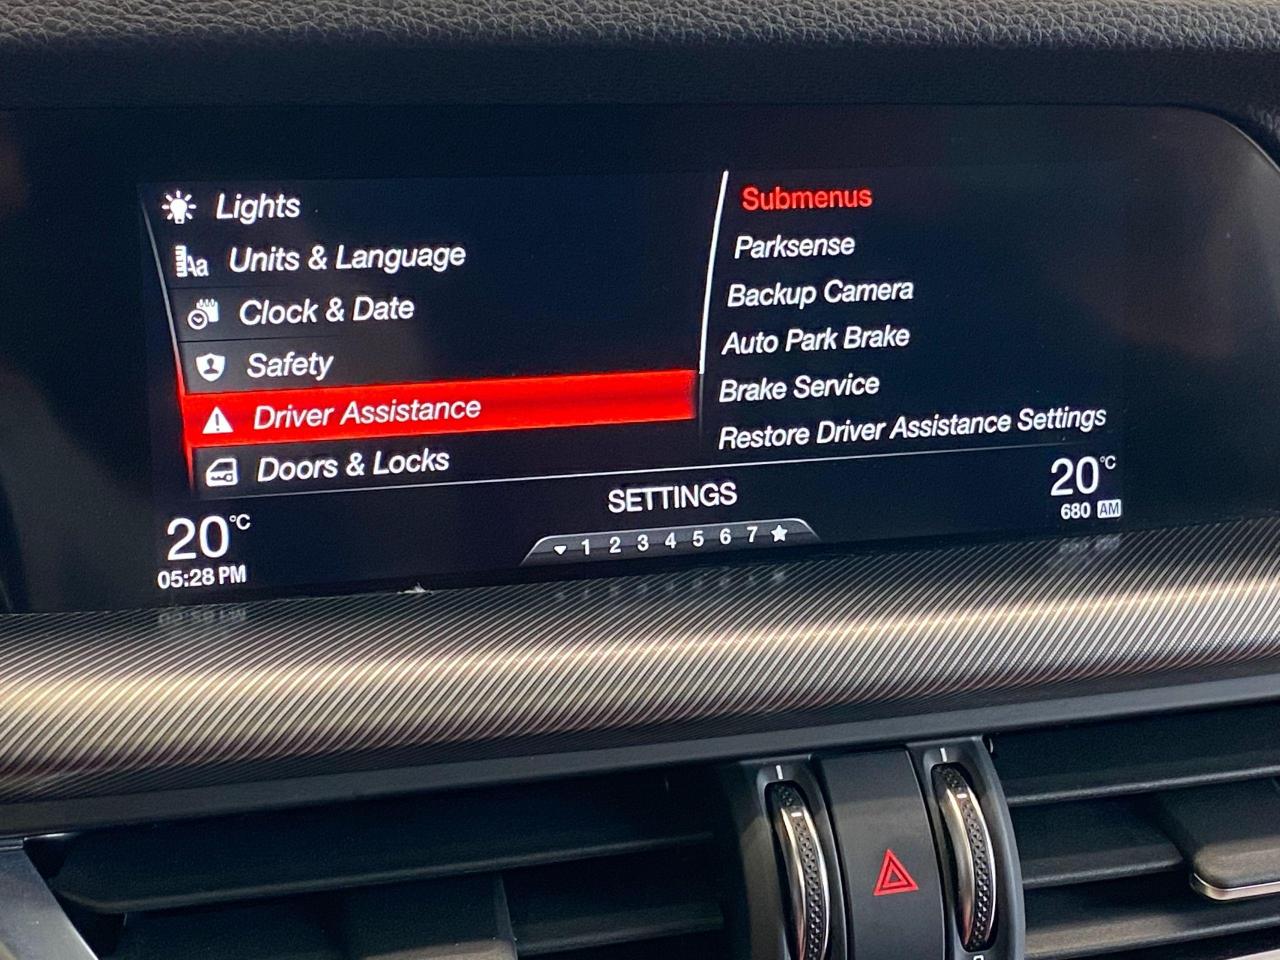 Lights
Units & Language
Clock & Date
Safety
Driver Assistance
Doors & Locks
Submenus
Parksense
Backup Camera
Auto Park Brake
Brake Service
Restore Driver Assistance Settings
SETTINGS
1 2 3 4 5 6 7
20°C
05:28 PM
20°C
680 AM